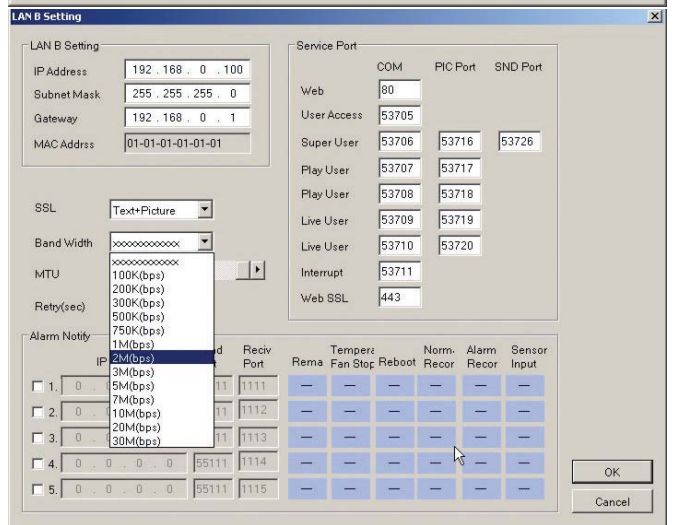 LAN B Setting
LAN B Setting
IP Address 192 . 168 . 0 . 100
Subnet Mask 255 . 255 . 255 . 0
Gateway 192 . 168 . 0 . 1
MAC Addrss 01-01-01-01-01-01
SSL Text+Picture
Band Width xxxxxxxxxxxx
MTU
Retry(sec)
xxxxxxxxxxxx
100K(bps)
200K(bps)
300K(bps)
500K(bps)
750K(bps)
1M(bps)
2M(bps)
3M(bps)
5M(bps)
7M(bps)
10M(bps)
20M(bps)
30M(bps)
Service Port
COM PIC Port SND Port
Web 80
User Access 53705
Super User 53706 53716 53726
Play User 53707 53717
Play User 53708 53718
Live User 53709 53719
Live User 53710 53720
Interrupt 53711
Web SSL 443
Alarm Notify
IP Reciv Port Rema Tempera Fan Stop Reboot Norm. Recor Alarm Recor Sensor Input
1. 0 . 11 1111 — — — — — —
2. 0 . 11 1112 — — — — — —
3. 0 . 11 1113 — — — — — —
4. 0 . 0 . 0 . 0 55111 1114 — — — — — —
5. 0 . 0 . 0 . 0 55111 1115 — — — — — —
OK
Cancel